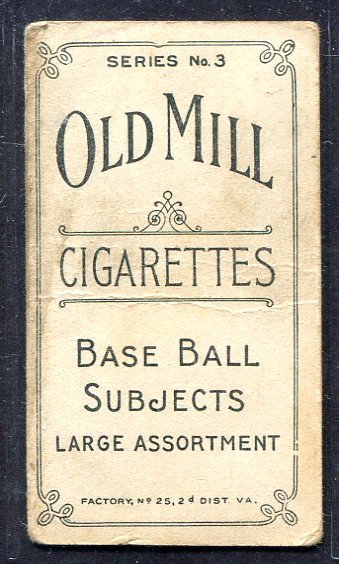 SERIES No. 3
OLD MILL
CIGARETTES
BASE BALL
SUBJECTS
LARGE ASSORTMENT
FACTORY, Nº 25, 2d DIST. VA.